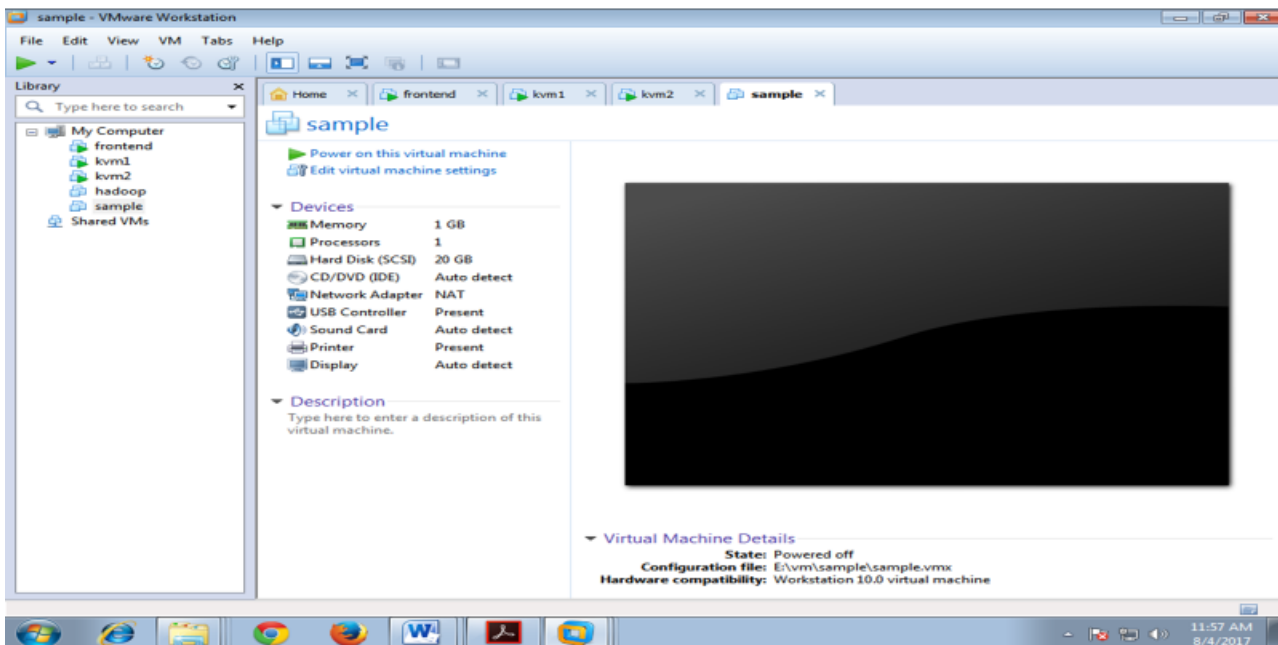 sample - VMware Workstation
File Edit View VM Tabs Help
Library
Type here to search
My Computer
frontend
kvm1
kvm2
hadoop
sample
Shared VMs
Home frontend kvm1 kvm2 sample
sample
Power on this virtual machine
Edit virtual machine settings
Devices
Memory 1 GB
Processors 1
Hard Disk (SCSI) 20 GB
CD/DVD (IDE) Auto detect
Network Adapter NAT
USB Controller Present
Sound Card Auto detect
Printer Present
Display Auto detect
Description
Type here to enter a description of this
virtual machine.
Virtual Machine Details
State: Powered off
Configuration file: E:\vm\sample\sample.vmx
Hardware compatibility: Workstation 10.0 virtual machine
11:57 AM
8/4/2017